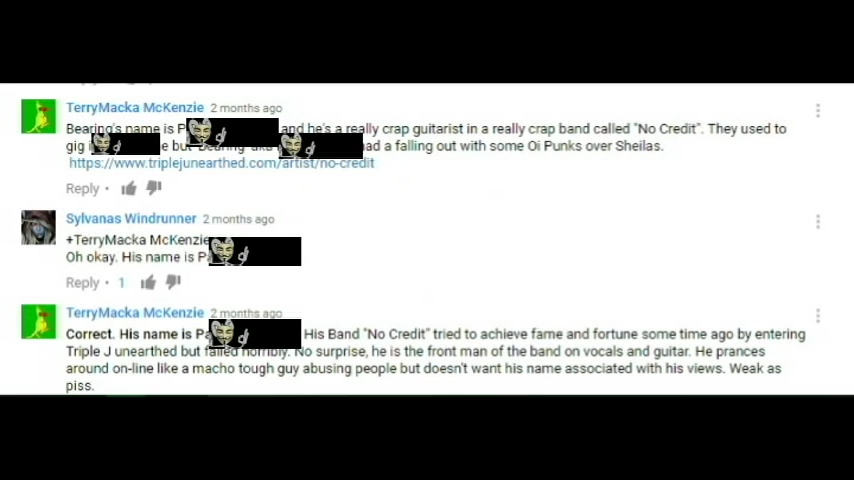 TerryMacka McKenzie 2 months ago
Bearing's name is and he's a really crap guitarist in a really crap band called "No Credit". They used to
gig but had a falling out with some Oi Punks over Sheilas.
https://www.triplejunearthed.com/artist/no-credit
Reply •
Sylvanas Windrunner 2 months ago
+TerryMacka McKenzie
Oh okay. His name is
Reply • 1
TerryMacka McKenzie 2 months ago
Correct. His name is His Band "No Credit" tried to achieve fame and fortune some time ago by entering
Triple J unearthed but failed horribly. No surprise, he is the front man of the band on vocals and guitar. He prances
around on-line like a macho tough guy abusing people but doesn't want his name associated with his views. Weak as
piss.